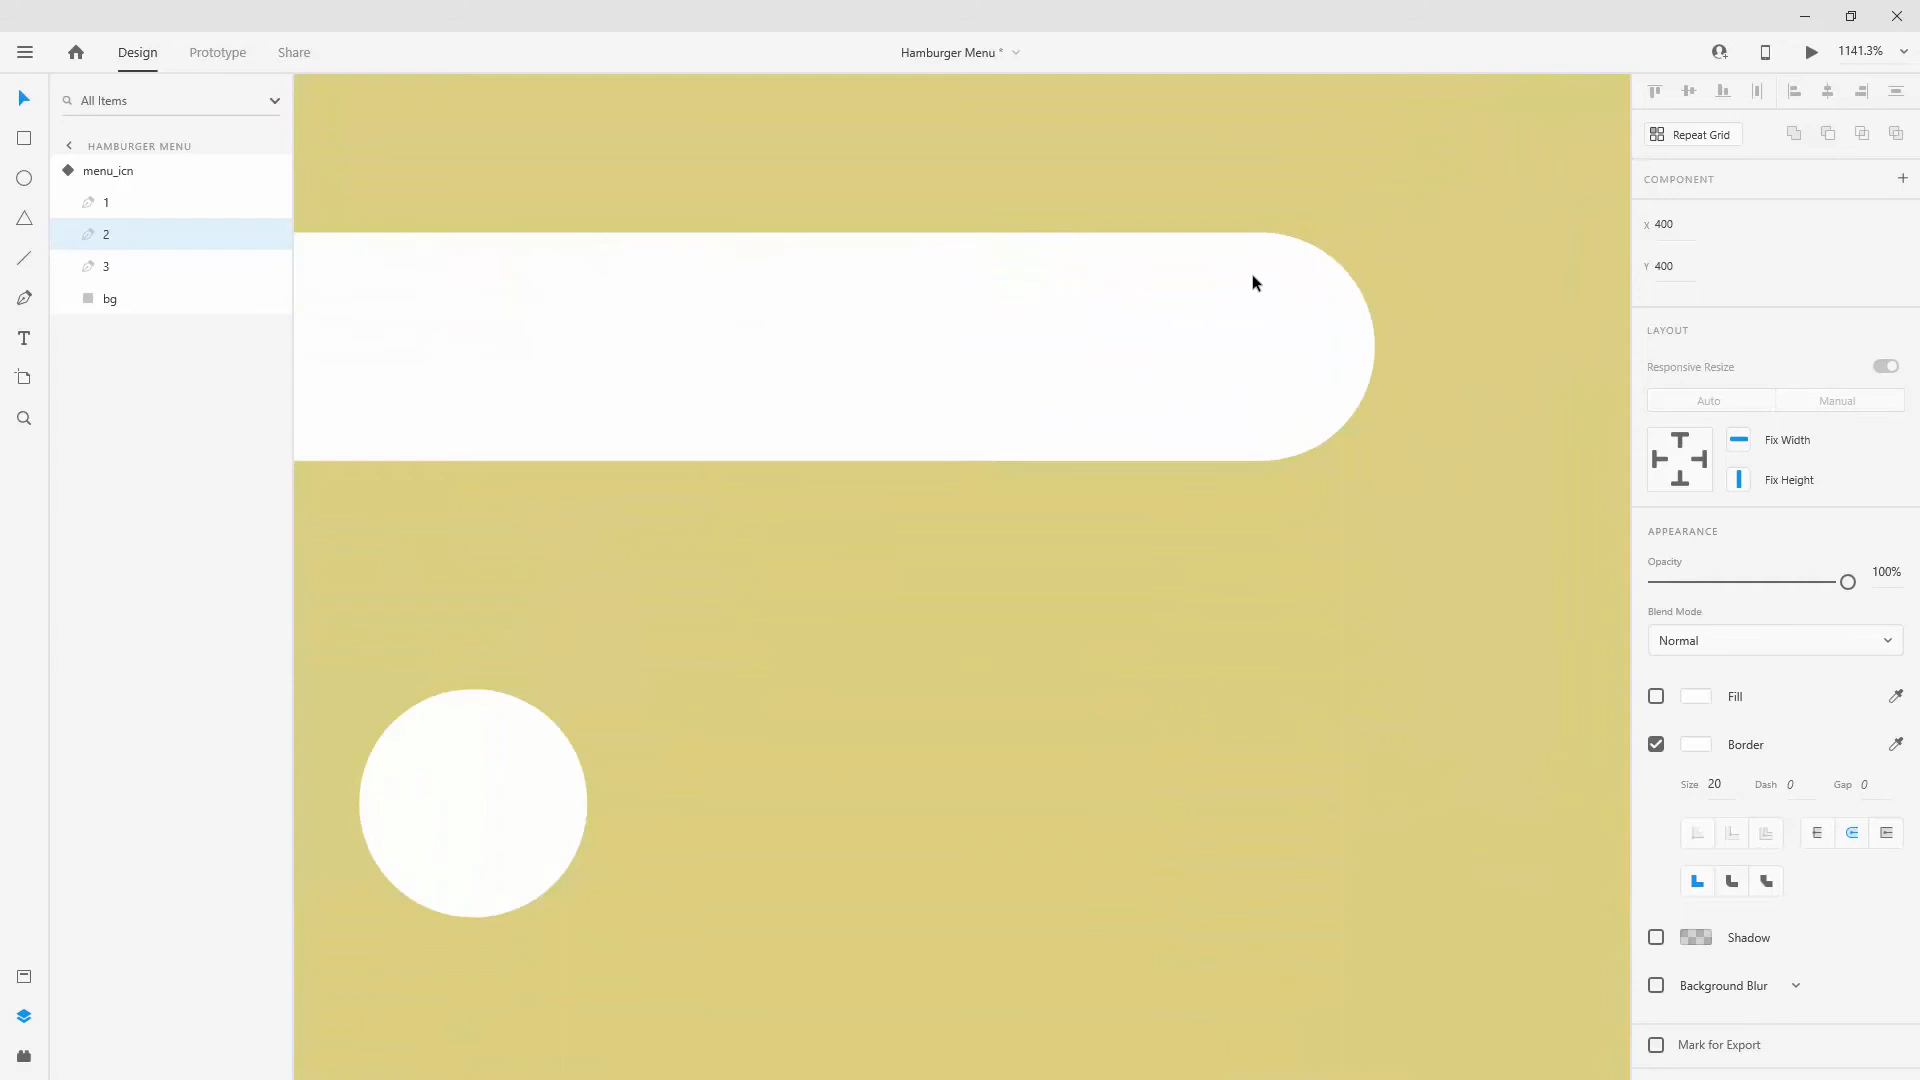 Design Prototype Share Hamburger Menu * 1141.3%
All Items
HAMBURGER MENU
menu_icn
1
2
3
bg
Repeat Grid
COMPONENT
X 400
Y 400
LAYOUT
Responsive Resize
Auto Manual
Fix Width
Fix Height
APPEARANCE
Opacity
100%
Blend Mode
Normal
Fill
Border
Size 20 Dash 0 Gap 0
Shadow
Background Blur
Mark for Export